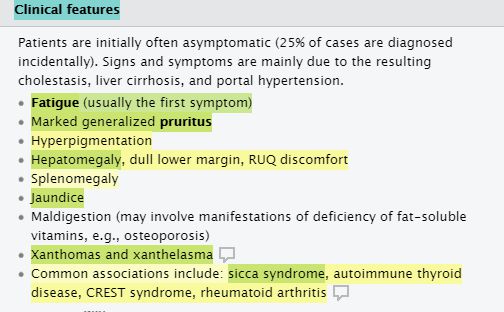 Clinical features
Patients are initially often asymptomatic (25% of cases are diagnosed
incidentally). Signs and symptoms are mainly due to the resulting
cholestasis, liver cirrhosis, and portal hypertension.
Fatigue (usually the first symptom)
Marked generalized pruritus
Hyperpigmentation
Hepatomegaly, dull lower margin, RUQ discomfort
Splenomegaly
Jaundice
Maldigestion (may involve manifestations of deficiency of fat-soluble
vitamins, e.g., osteoporosis)
Xanthomas and xanthelasma
Common associations include: sicca syndrome, autoimmune thyroid
disease, CREST syndrome, rheumatoid arthritis